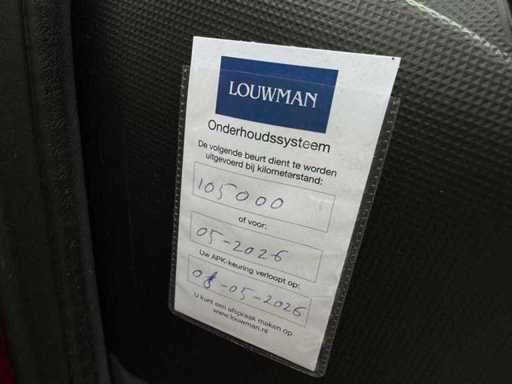 LOUWMAN
Onderhoudssysteem
De volgende beurt dient te worden
uitgevoerd bij kilometerstand:
105000
of voor:
05-2026
Uw APK-keuring verloopt op:
-05-2026
U kunt een afspraak maken op
www.louwman.nl